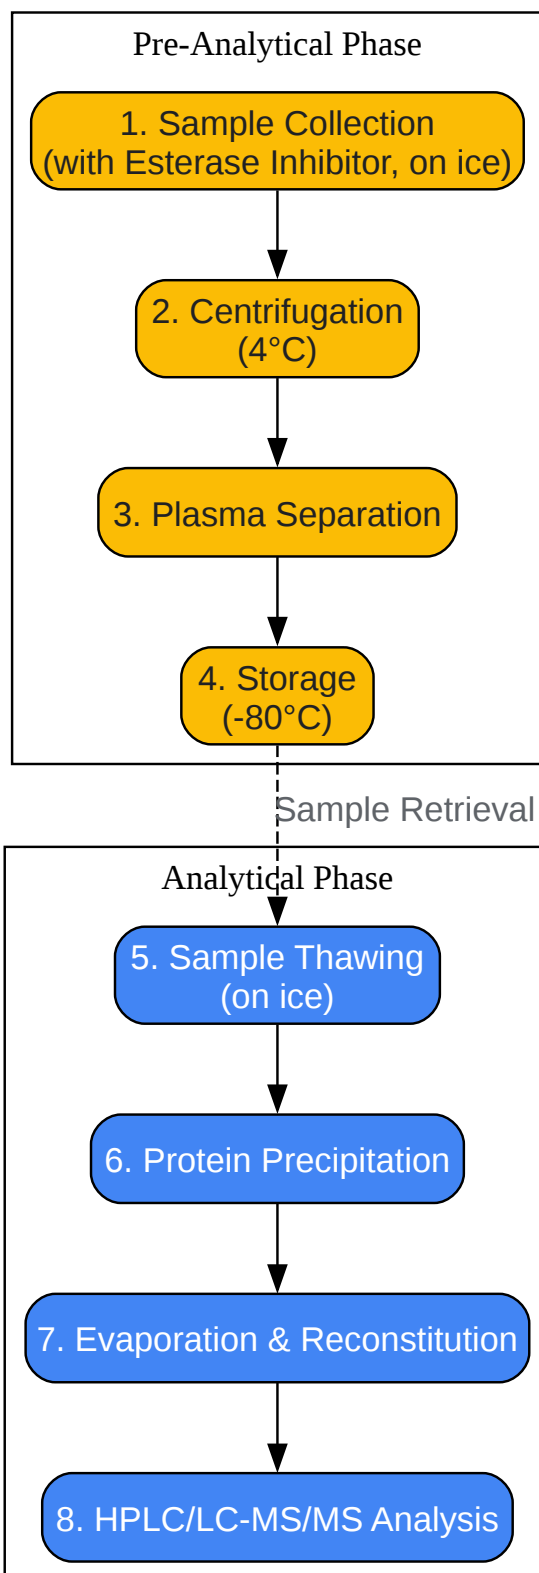 Pre-Analytical Phase
1. Sample Collection
(with Esterase Inhibitor, on ice)
2. Centrifugation
(4°C)
3. Plasma Separation
4. Storage
(-80°C)
Sample Retrieval
Analytical Phase
5. Sample Thawing
(on ice)
6. Protein Precipitation
7. Evaporation & Reconstitution
8. HPLC/LC-MS/MS Analysis